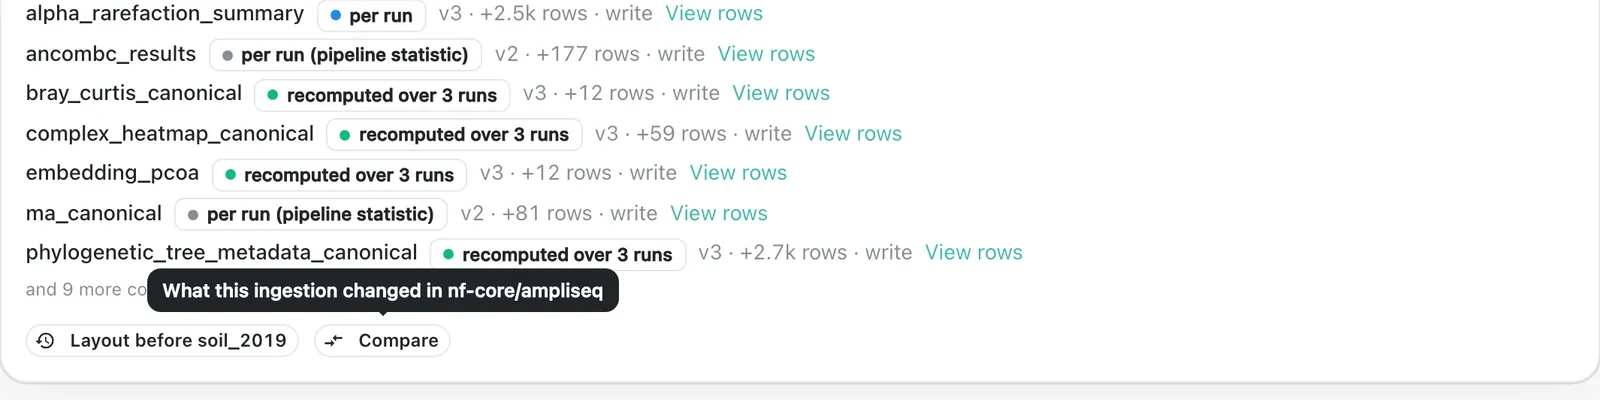 alpha_rarefaction_summary per run v3 · +2.5k rows · write View rows
ancombc_results per run (pipeline statistic) v2 · +177 rows · write View rows
bray_curtis_canonical recomputed over 3 runs v3 · +12 rows · write View rows
complex_heatmap_canonical recomputed over 3 runs v3 · +59 rows · write View rows
embedding_pcoa recomputed over 3 runs v3 · +12 rows · write View rows
ma_canonical per run (pipeline statistic) v2 · +81 rows · write View rows
phylogenetic_tree_metadata_canonical recomputed over 3 runs v3 · +2.7k rows · write View rows
and 9 more co
What this ingestion changed in nf-core/ampliseq
Layout before soil_2019 Compare